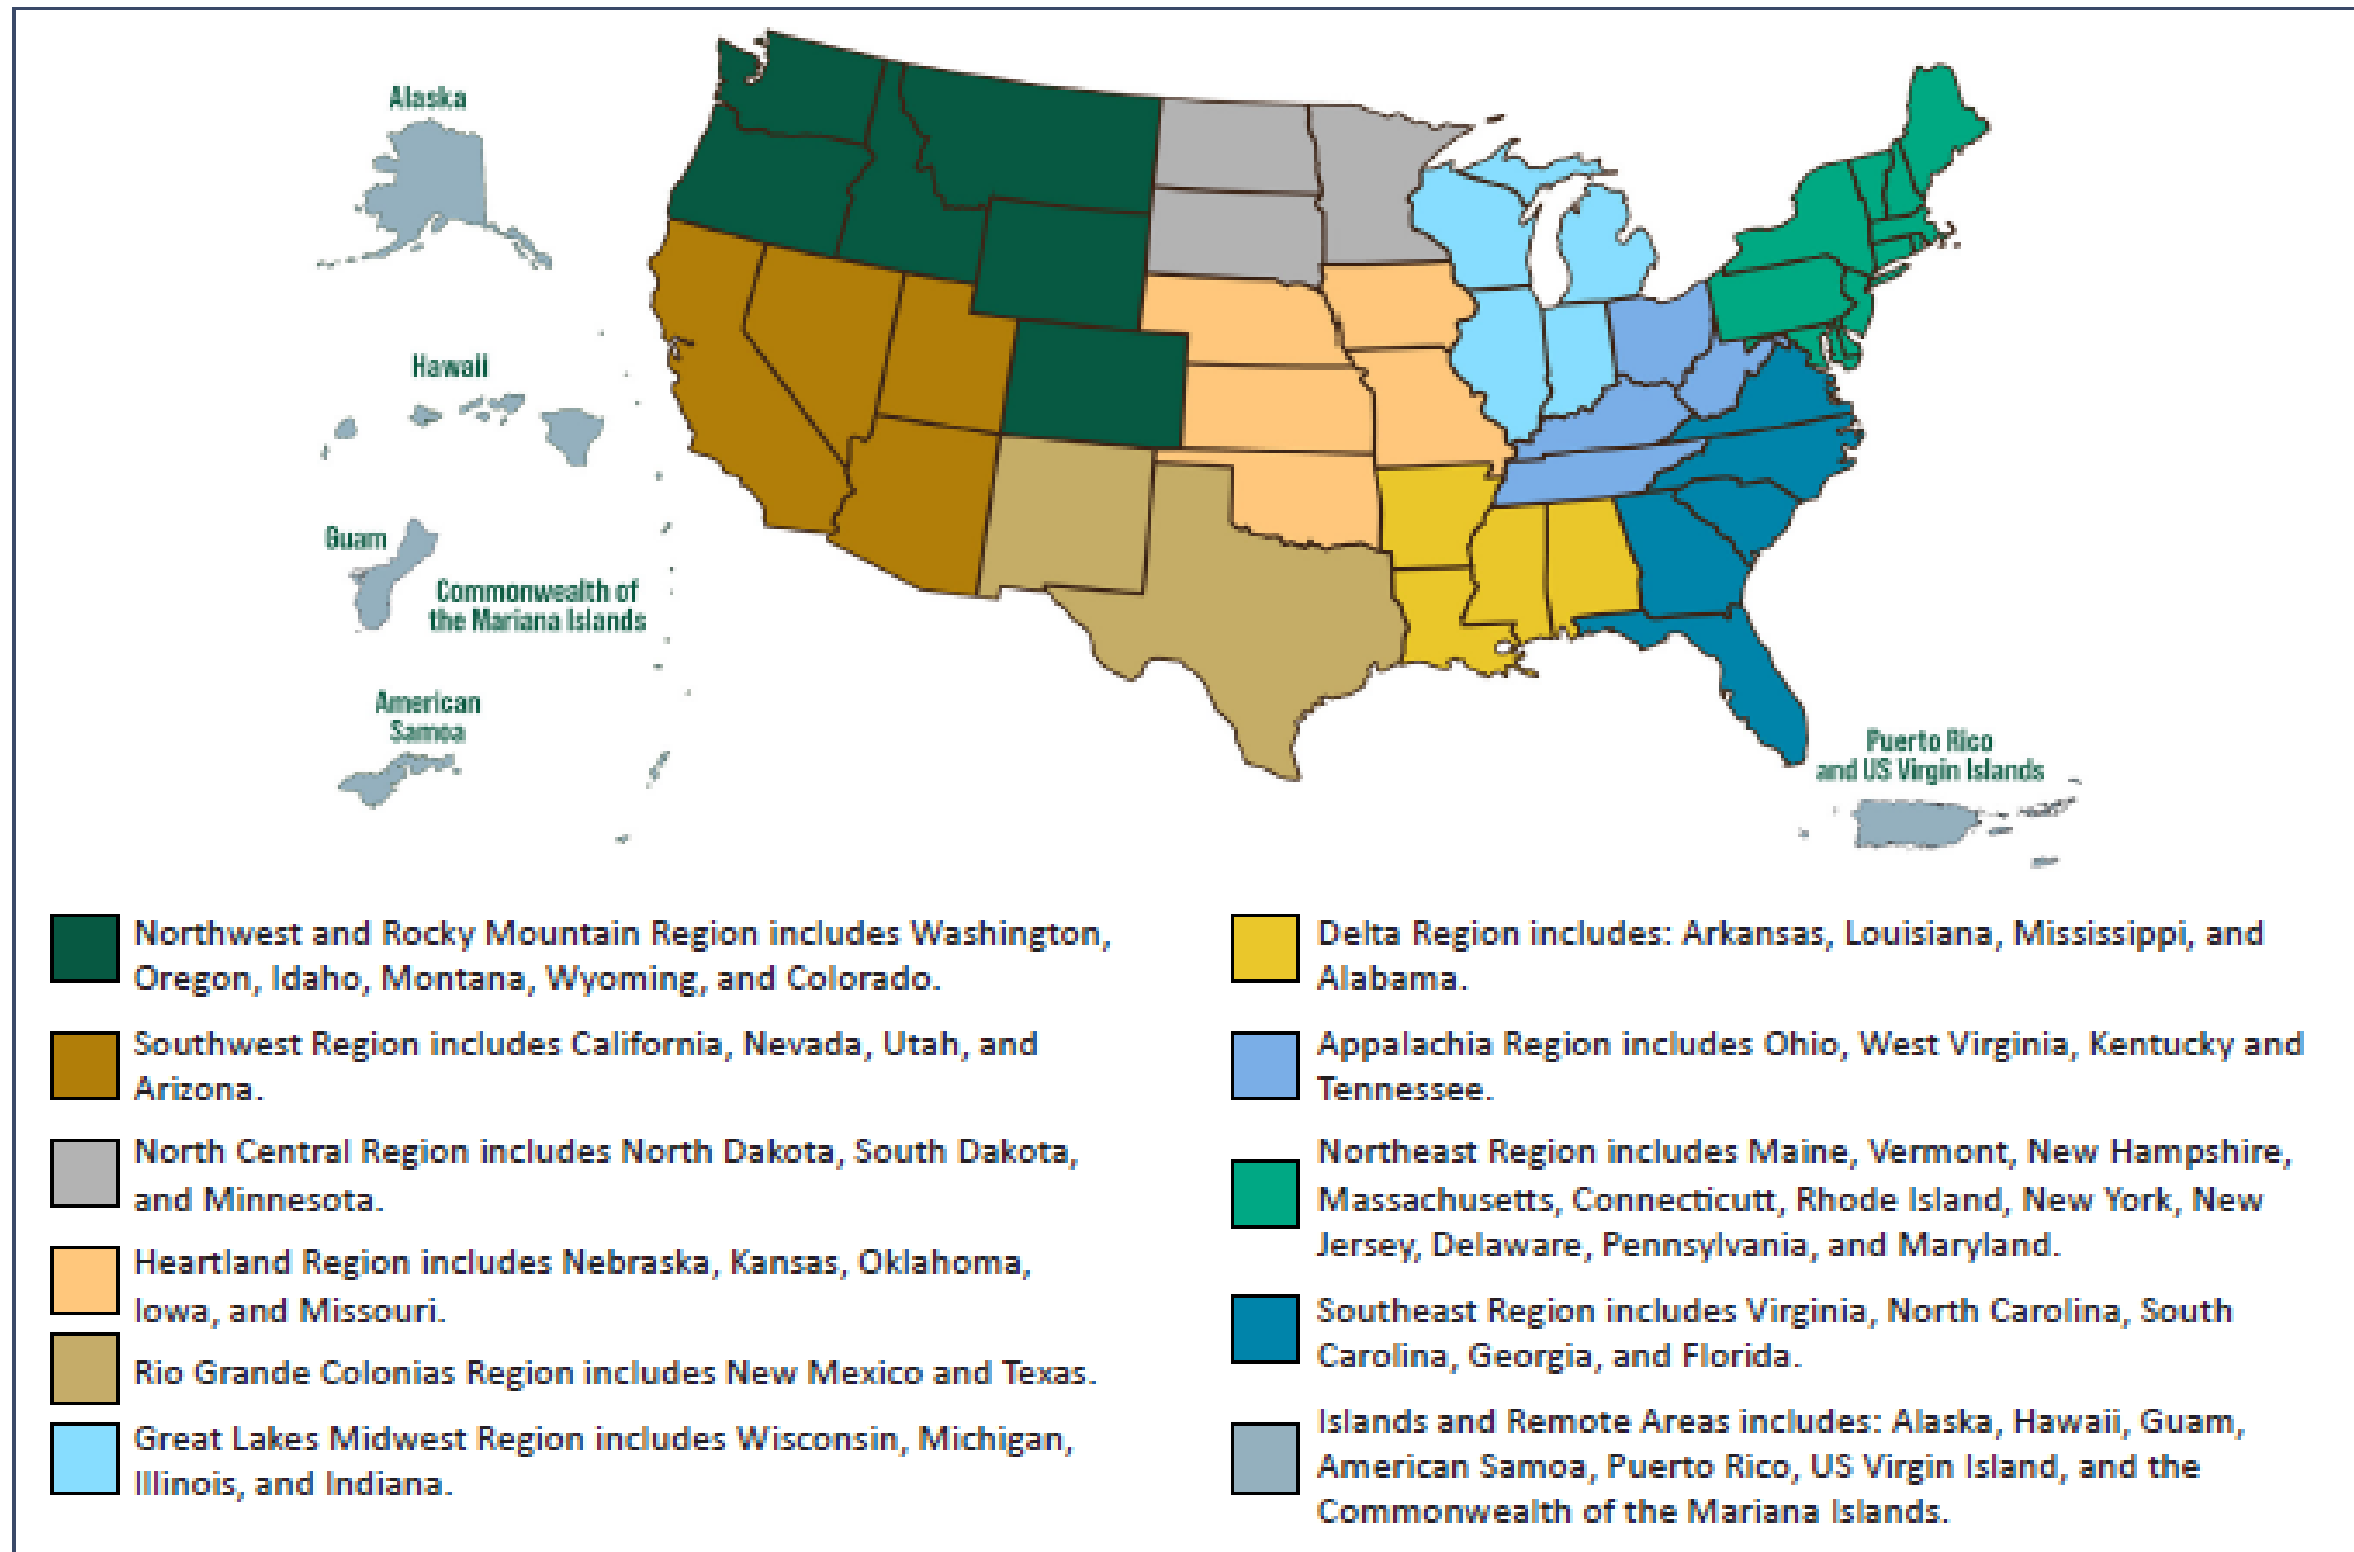 Alaska
Hawaii
Guam
Commonwealth of
the Mariana Islands
American
Samoa
Puerto Rico
and US Virgin Islands
Northwest and Rocky Mountain Region includes Washington,
Oregon, Idaho, Montana, Wyoming, and Colorado.
Southwest Region includes California, Nevada, Utah, and
Arizona.
North Central Region includes North Dakota, South Dakota,
and Minnesota.
Heartland Region includes Nebraska, Kansas, Oklahoma,
Iowa, and Missouri.
Rio Grande Colonias Region includes New Mexico and Texas.
Great Lakes Midwest Region includes Wisconsin, Michigan,
Illinois, and Indiana.
Delta Region includes: Arkansas, Louisiana, Mississippi, and
Alabama.
Appalachia Region includes Ohio, West Virginia, Kentucky and
Tennessee.
Northeast Region includes Maine, Vermont, New Hampshire,
Massachusetts, Connecticutt, Rhode Island, New York, New
Jersey, Delaware, Pennsylvania, and Maryland.
Southeast Region includes Virginia, North Carolina, South
Carolina, Georgia, and Florida.
Islands and Remote Areas includes: Alaska, Hawaii, Guam,
American Samoa, Puerto Rico, US Virgin Island, and the
Commonwealth of the Mariana Islands.